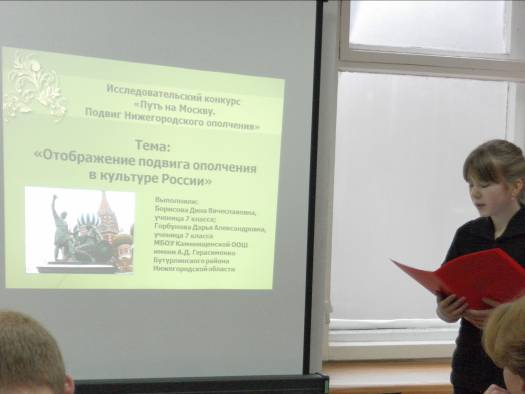 Исследовательский конкурс
«Путь на Москву.
Подвиг Нижегородского ополчения»
Тема:
«Отображение подвига ополчения
в культуре России»
Выполнили:
Борисова Дина Вячеславовна,
ученица 7 класса;
Горбунова Дарья Александровна,
ученица 7 класса
МБОУ Каменищенской ООШ
имени А.Д. Герасименко
Бутурлинского района
Нижегородской области